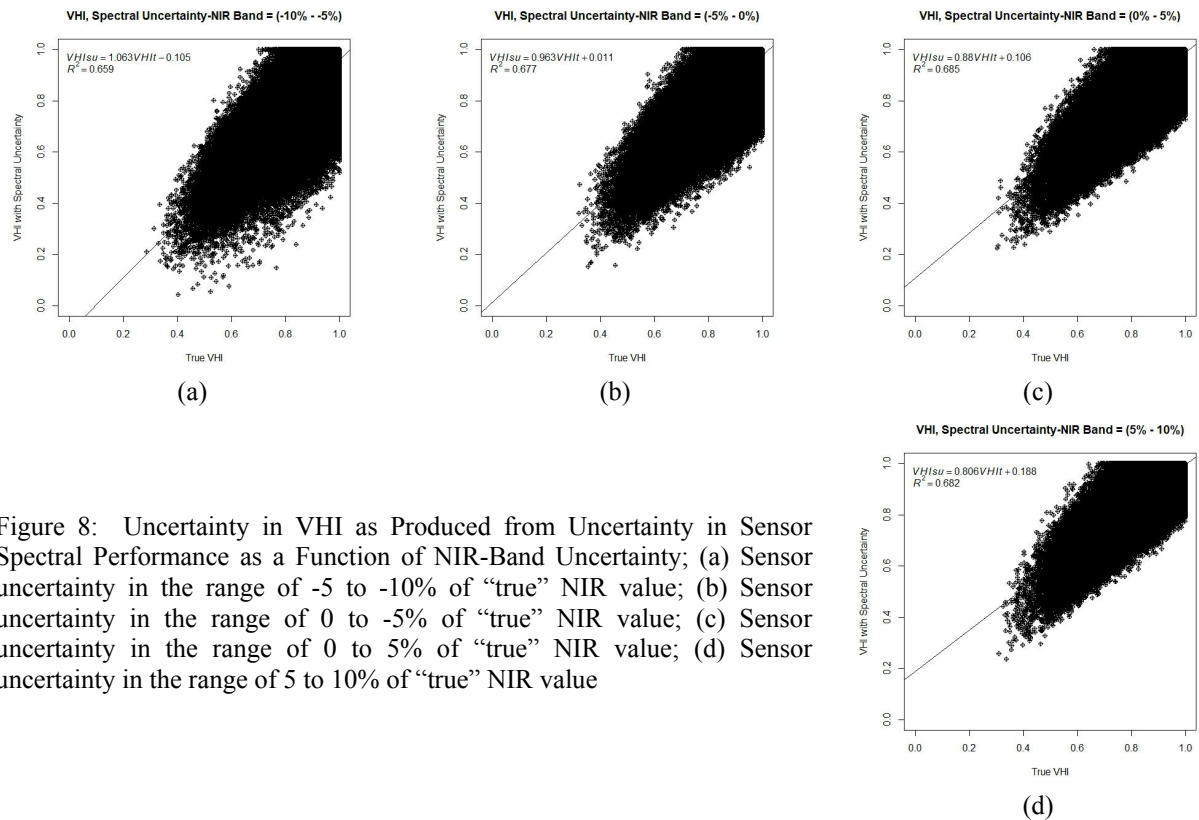 VHI, Spectral Uncertainty-NIR Band = (-10% - -5%)
VHIsu = 1.063VHIt − 0.105
R² = 0.659
VHI with Spectral Uncertainty
0.0 0.2 0.4 0.6 0.8 1.0
0.0 0.2 0.4 0.6 0.8 1.0
True VHI
(a)
VHI, Spectral Uncertainty-NIR Band = (-5% - 0%)
VHIsu = 0.963VHIt + 0.011
R² = 0.677
VHI with Spectral Uncertainty
0.0 0.2 0.4 0.6 0.8 1.0
0.0 0.2 0.4 0.6 0.8 1.0
True VHI
(b)
VHI, Spectral Uncertainty-NIR Band = (0% - 5%)
VHIsu = 0.88VHIt + 0.106
R² = 0.685
VHI with Spectral Uncertainty
0.0 0.2 0.4 0.6 0.8 1.0
0.0 0.2 0.4 0.6 0.8 1.0
True VHI
(c)
VHI, Spectral Uncertainty-NIR Band = (5% - 10%)
VHIsu = 0.806VHIt + 0.188
R² = 0.682
VHI with Spectral Uncertainty
0.0 0.2 0.4 0.6 0.8 1.0
0.0 0.2 0.4 0.6 0.8 1.0
True VHI
(d)
Figure 8: Uncertainty in VHI as Produced from Uncertainty in Sensor
Spectral Performance as a Function of NIR-Band Uncertainty; (a) Sensor
uncertainty in the range of -5 to -10% of “true” NIR value; (b) Sensor
uncertainty in the range of 0 to -5% of “true” NIR value; (c) Sensor
uncertainty in the range of 0 to 5% of “true” NIR value; (d) Sensor
uncertainty in the range of 5 to 10% of “true” NIR value